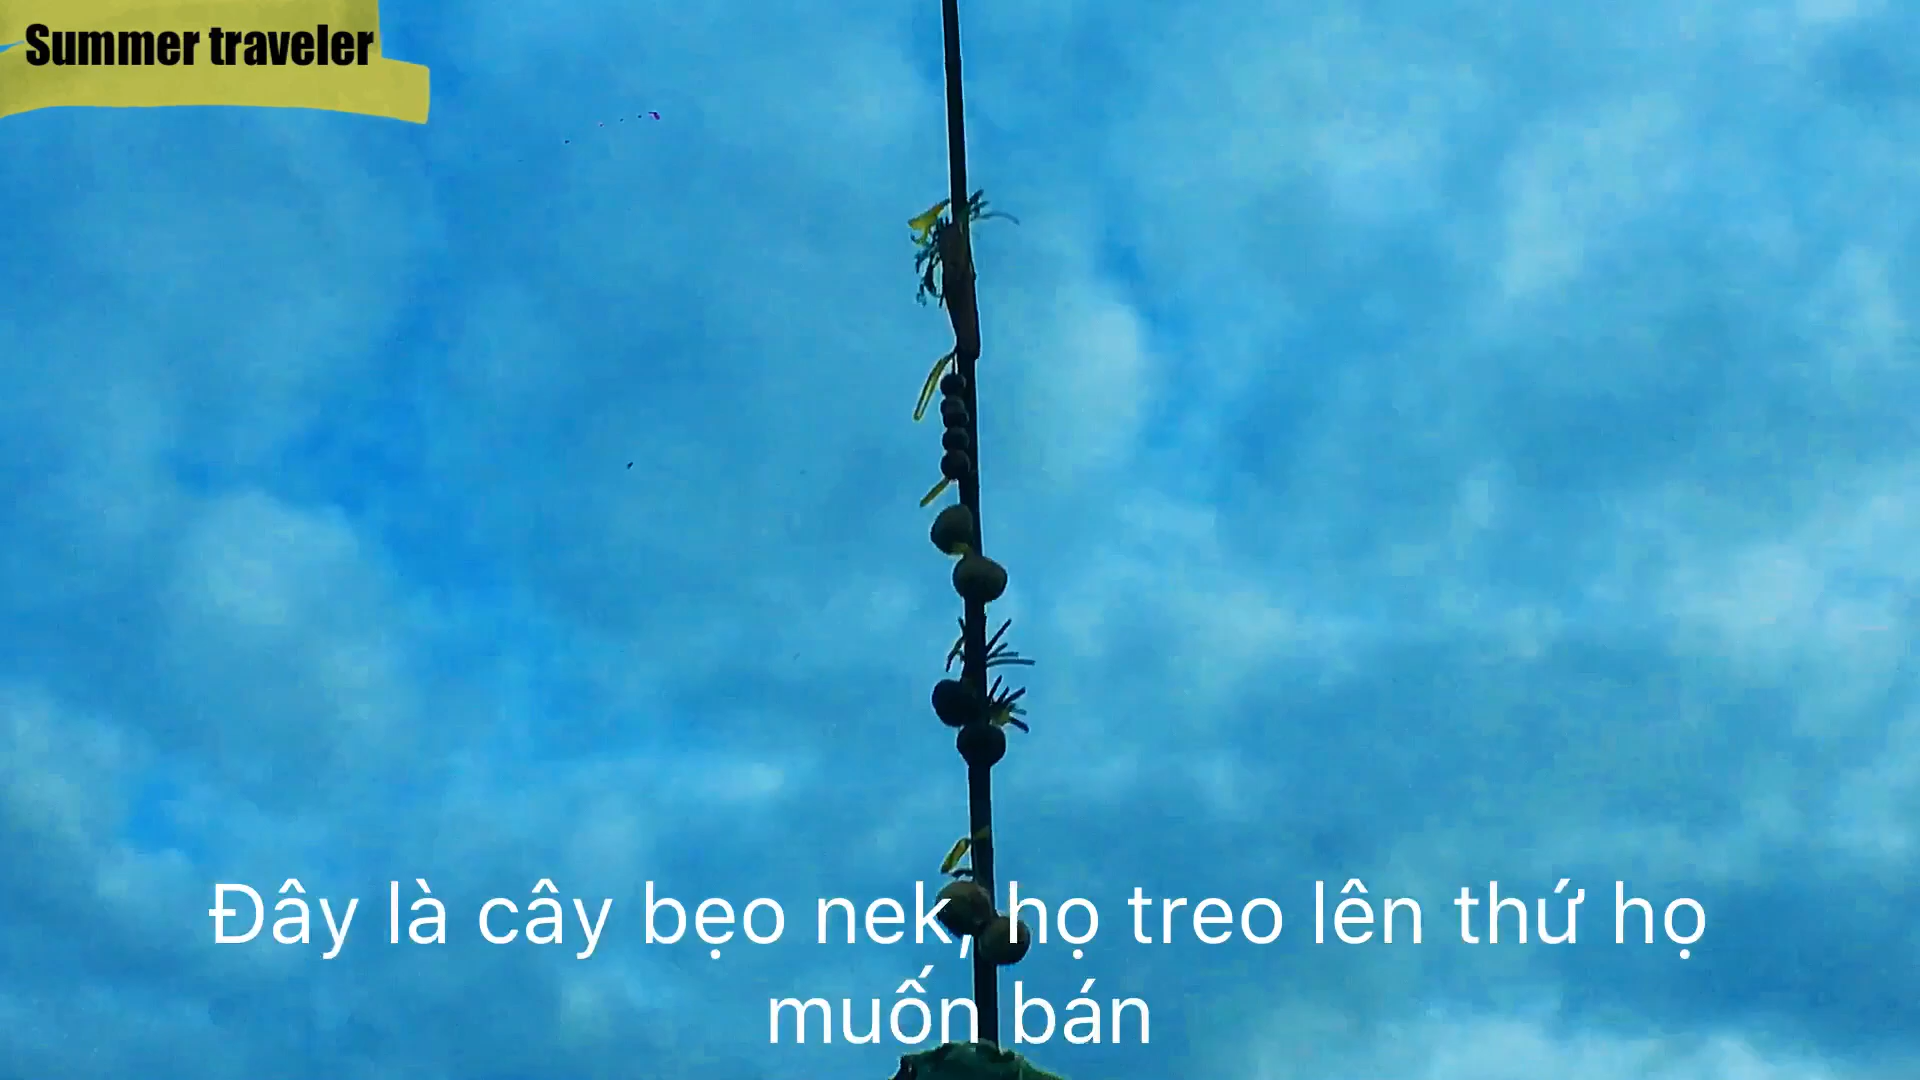 Summer traveler
Đây là cây bẹo nek, họ treo lên thứ họ
muốn bán